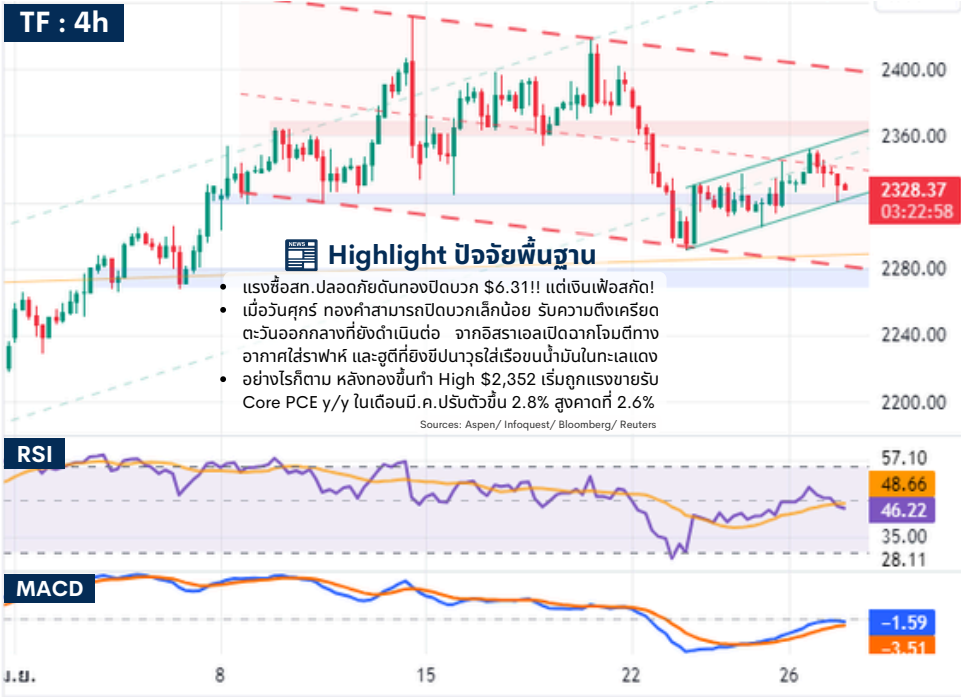 TF : 4h
2400.00
2360.00
2328.37
03:22:58
NEWS
Highlight ปัจจัยพื้นฐาน
2280.00
• แรงซื้อสท.ปลอดภัยดันทองปิดบวก $6.31!! แต่เงินเฟ้อสกัด!
• เมื่อวันศุกร์ ทองคำสามารถปิดบวกเล็กน้อย รับความตึงเครียด
ตะวันออกกลางที่ยังดำเนินต่อ จากอิสราเอลเปิดฉากโจมตีทาง
2240.00
อากาศใส่ราฟาห์ และฮูตีที่ยิงขีปนาวุธใส่เรือขนน้ำมันในทะเลแดง
• อย่างไรก็ตาม หลังทองขึ้นทำ High $2,352 เริ่มถูกแรงขายรับ
Core PCE y/y ในเดือนมี.ค.ปรับตัวขึ้น 2.8% สูงคาดที่ 2.6%
2200.00
Sources: Aspen/ Infoquest/ Bloomberg/ Reuters
RSI
57.10
48.66
46.22
35.00
28.11
MACD
−1.59
−3.51
เม.ย.
8
15
22
26